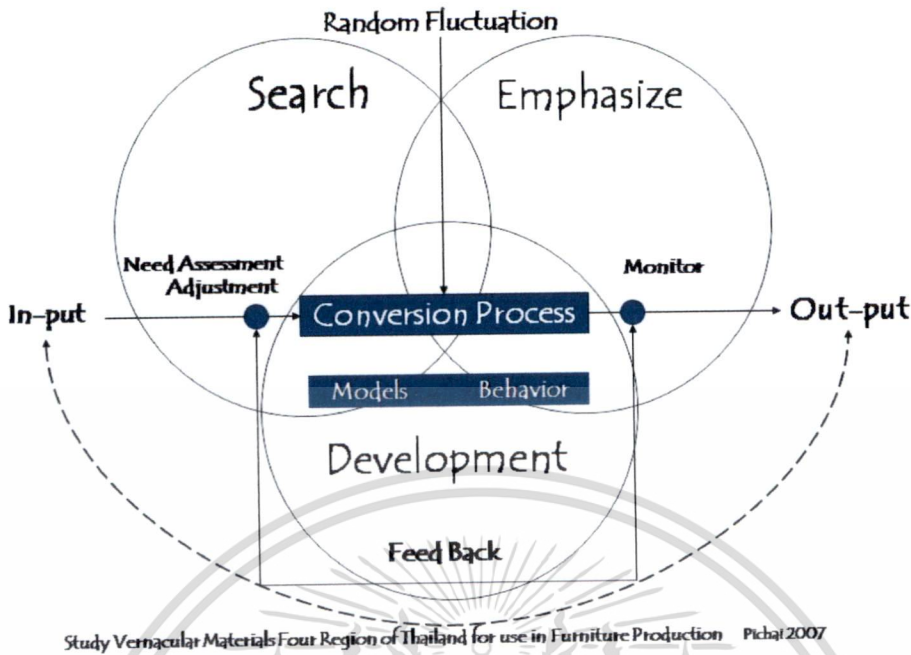 Random Fluctuation
Search
Emphasize
Need Assessment
Adjustment
Monitor
In-put
Conversion Process
Out-put
Models Behavior
Development
Feed Back
Study Vernacular Materials Four Region of Thailand for use in Furniture Production Pichai 2007